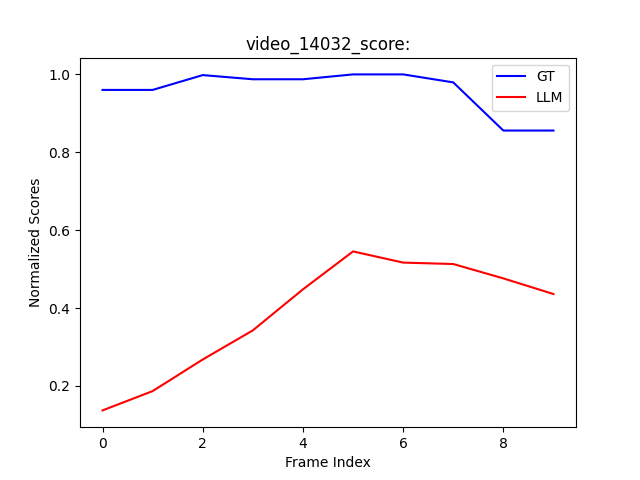 video_14032_score:
GT
LLM
Normalized Scores
1.0
0.8
0.6
0.4
0.2
0 2 4 6 8
Frame Index